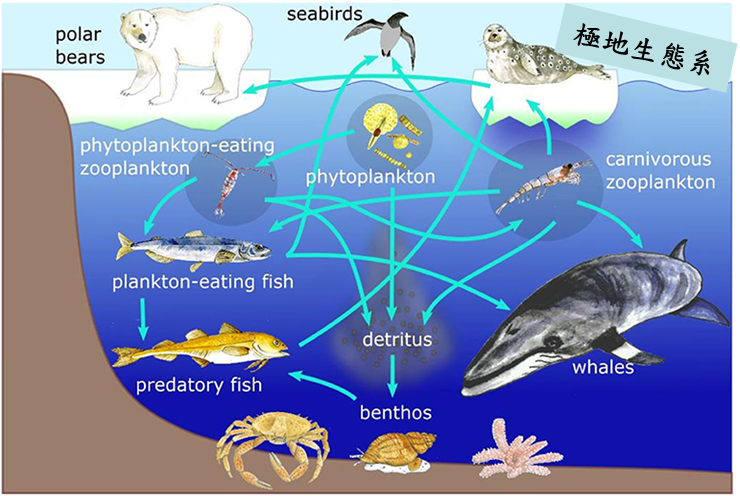 polar
bears
seabirds
極地生態系
phytoplankton-eating
zooplankton
phytoplankton
carnivorous
zooplankton
plankton-eating fish
detritus
predatory fish
whales
benthos